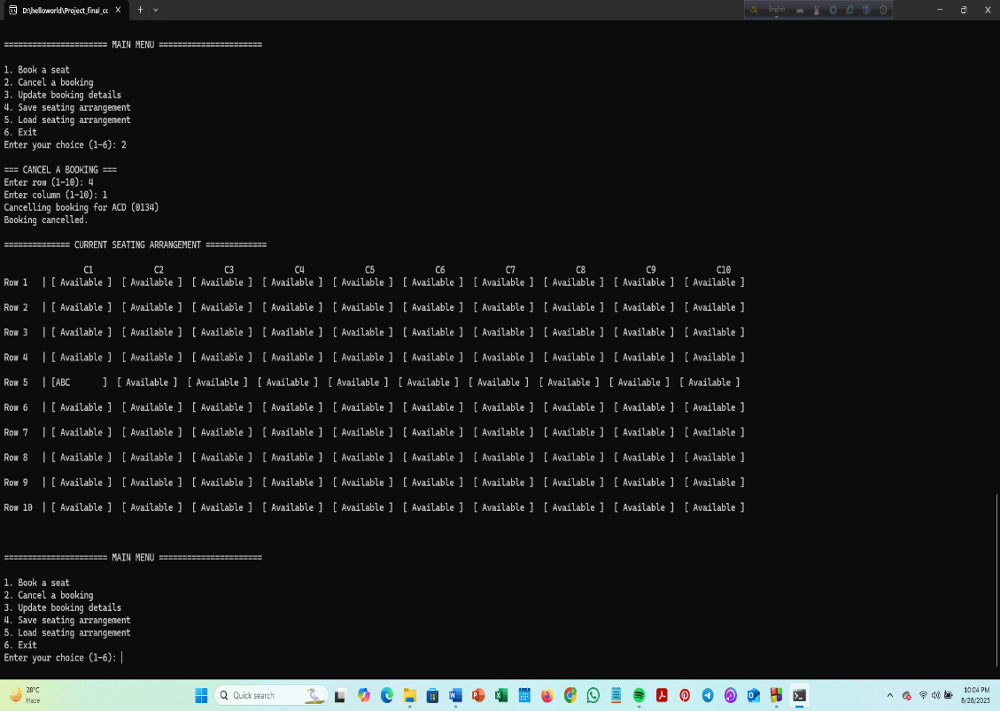 D:\helloworld\Project_final_cc
English
====================== MAIN MENU ======================
1. Book a seat
2. Cancel a booking
3. Update booking details
4. Save seating arrangement
5. Load seating arrangement
6. Exit
Enter your choice (1-6): 2
=== CANCEL A BOOKING ===
Enter row (1-10): 4
Enter column (1-10): 1
Cancelling booking for ACD (0134)
Booking cancelled.
============== CURRENT SEATING ARRANGEMENT =============
C1 C2 C3 C4 C5 C6 C7 C8 C9 C10
Row 1 | [ Available ] [ Available ] [ Available ] [ Available ] [ Available ] [ Available ] [ Available ] [ Available ] [ Available ] [ Available ]
Row 2 | [ Available ] [ Available ] [ Available ] [ Available ] [ Available ] [ Available ] [ Available ] [ Available ] [ Available ] [ Available ]
Row 3 | [ Available ] [ Available ] [ Available ] [ Available ] [ Available ] [ Available ] [ Available ] [ Available ] [ Available ] [ Available ]
Row 4 | [ Available ] [ Available ] [ Available ] [ Available ] [ Available ] [ Available ] [ Available ] [ Available ] [ Available ] [ Available ]
Row 5 | [ABC ] [ Available ] [ Available ] [ Available ] [ Available ] [ Available ] [ Available ] [ Available ] [ Available ] [ Available ]
Row 6 | [ Available ] [ Available ] [ Available ] [ Available ] [ Available ] [ Available ] [ Available ] [ Available ] [ Available ] [ Available ]
Row 7 | [ Available ] [ Available ] [ Available ] [ Available ] [ Available ] [ Available ] [ Available ] [ Available ] [ Available ] [ Available ]
Row 8 | [ Available ] [ Available ] [ Available ] [ Available ] [ Available ] [ Available ] [ Available ] [ Available ] [ Available ] [ Available ]
Row 9 | [ Available ] [ Available ] [ Available ] [ Available ] [ Available ] [ Available ] [ Available ] [ Available ] [ Available ] [ Available ]
Row 10 | [ Available ] [ Available ] [ Available ] [ Available ] [ Available ] [ Available ] [ Available ] [ Available ] [ Available ] [ Available ]
====================== MAIN MENU ======================
1. Book a seat
2. Cancel a booking
3. Update booking details
4. Save seating arrangement
5. Load seating arrangement
6. Exit
Enter your choice (1-6):
28°C
Haze
Quick search
10:04 PM
8/28/2025